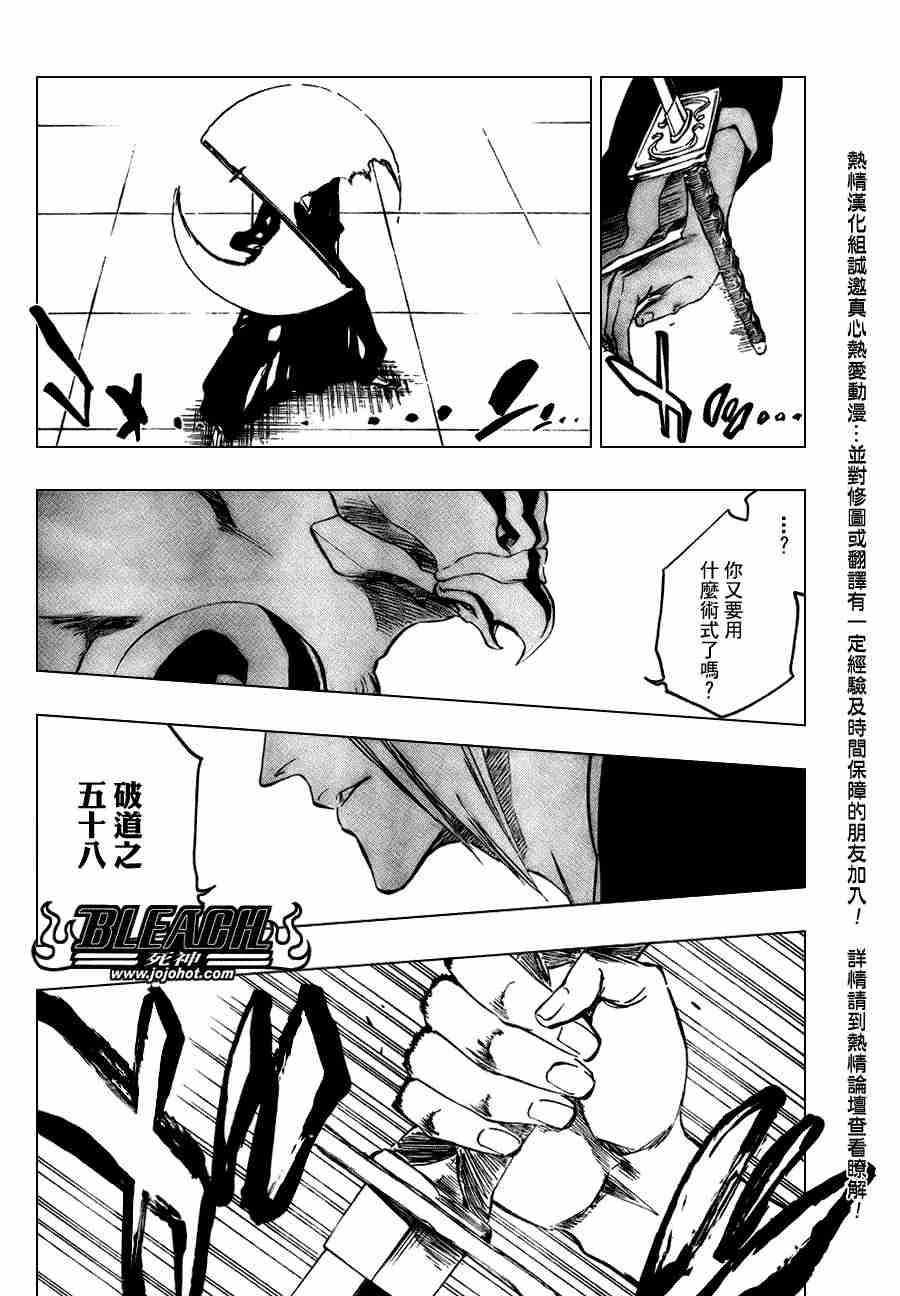 …?
你又要用
什麼術式了嗎?
破道之
五十八
BLEACH
死神
www.jojohot.com
熱情漢化組誠邀真心熱愛動漫…並對修圖或翻譯有一定經驗及時間保障的朋友加入! 詳情請到熱情論壇查看瞭解!